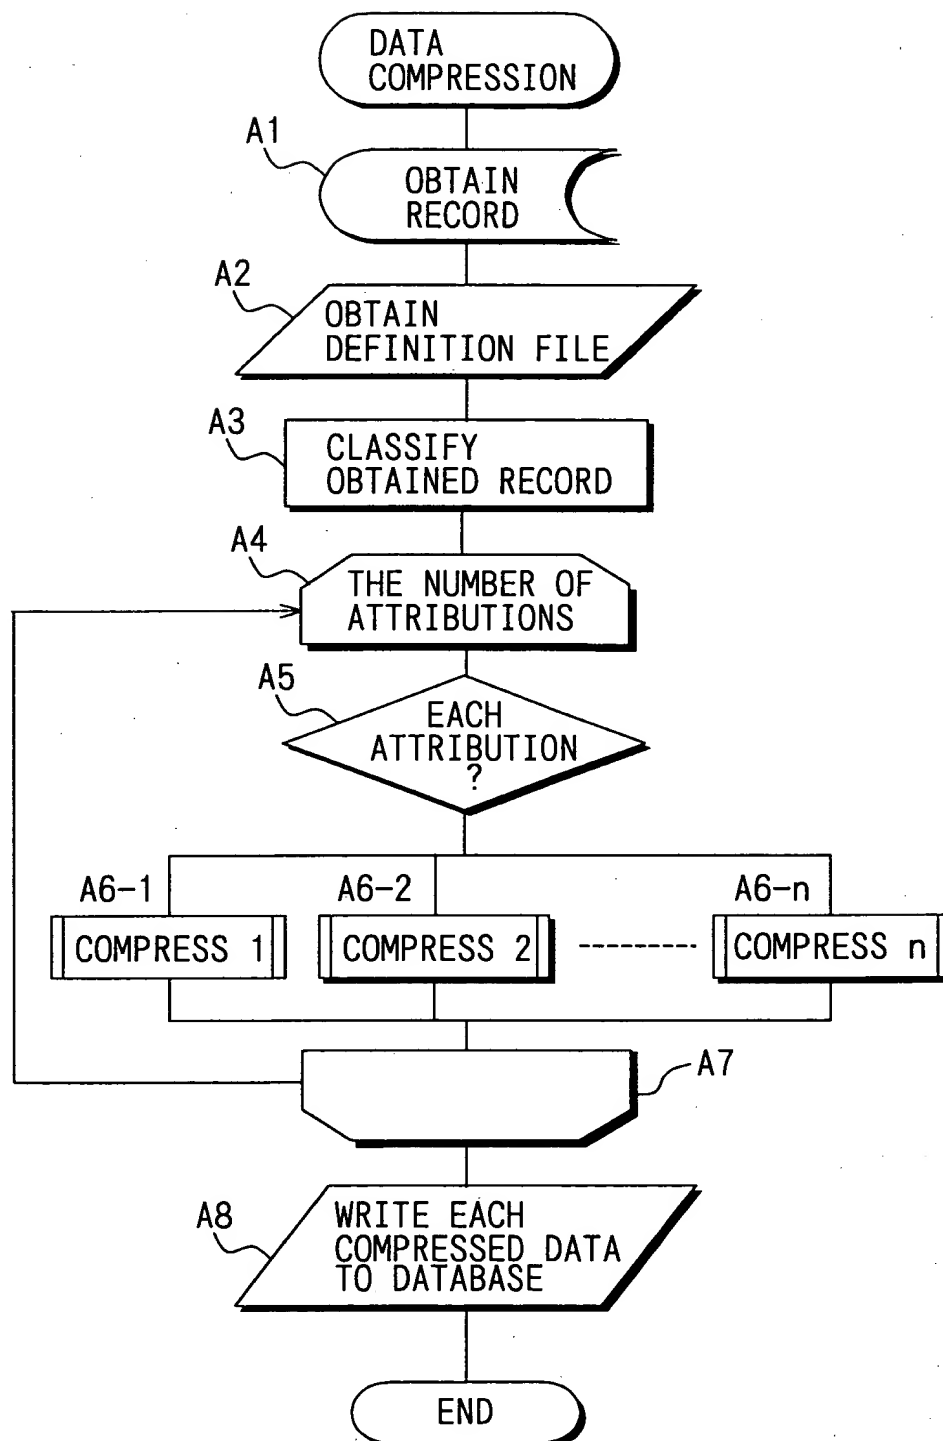 DATA
COMPRESSION
A1
OBTAIN
RECORD
A2
OBTAIN
DEFINITION FILE
A3
CLASSIFY
OBTAINED RECORD
A4
THE NUMBER OF
ATTRIBUTIONS
A5
EACH
ATTRIBUTION
?
A6-1 A6-2 A6-n
COMPRESS 1 COMPRESS 2 COMPRESS n
A7
A8
WRITE EACH
COMPRESSED DATA
TO DATABASE
END